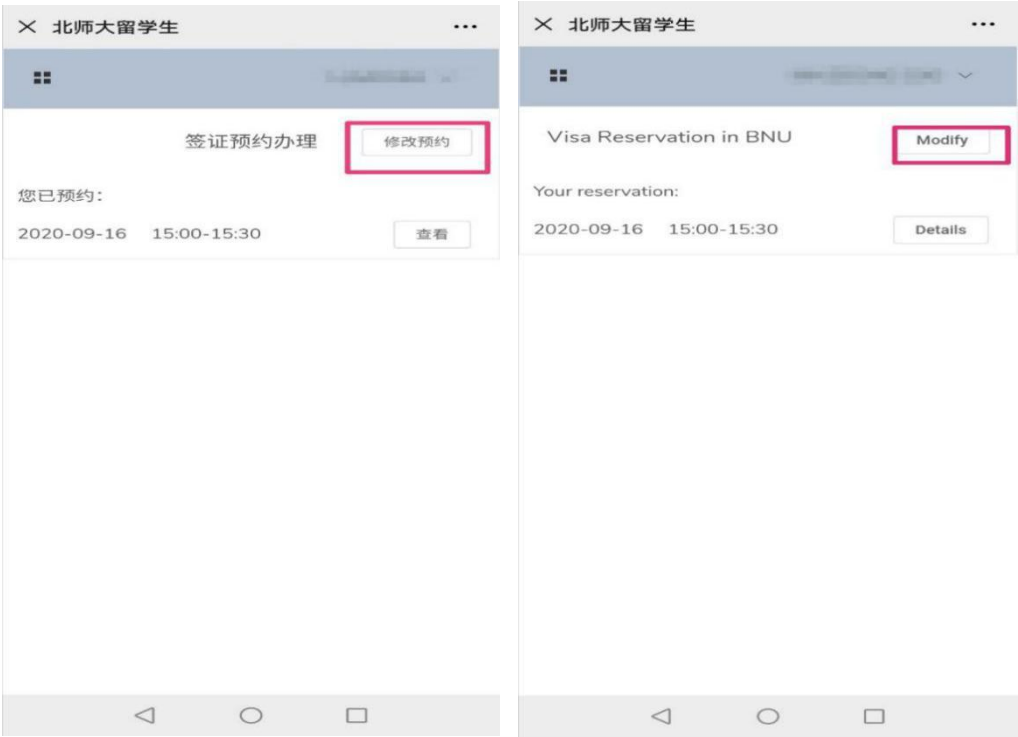 北师大留学生
签证预约办理 修改预约
您已预约：
2020-09-16 15:00-15:30 查看
北师大留学生
Visa Reservation in BNU Modify
Your reservation:
2020-09-16 15:00-15:30 Details